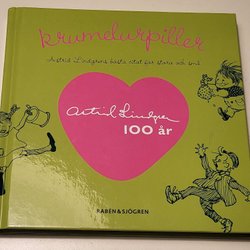 krumelurpiller
Astrid Lindgrens bästa citat för stora och små
Astrid Lindgren
100 år
RABÉN & SJÖGREN